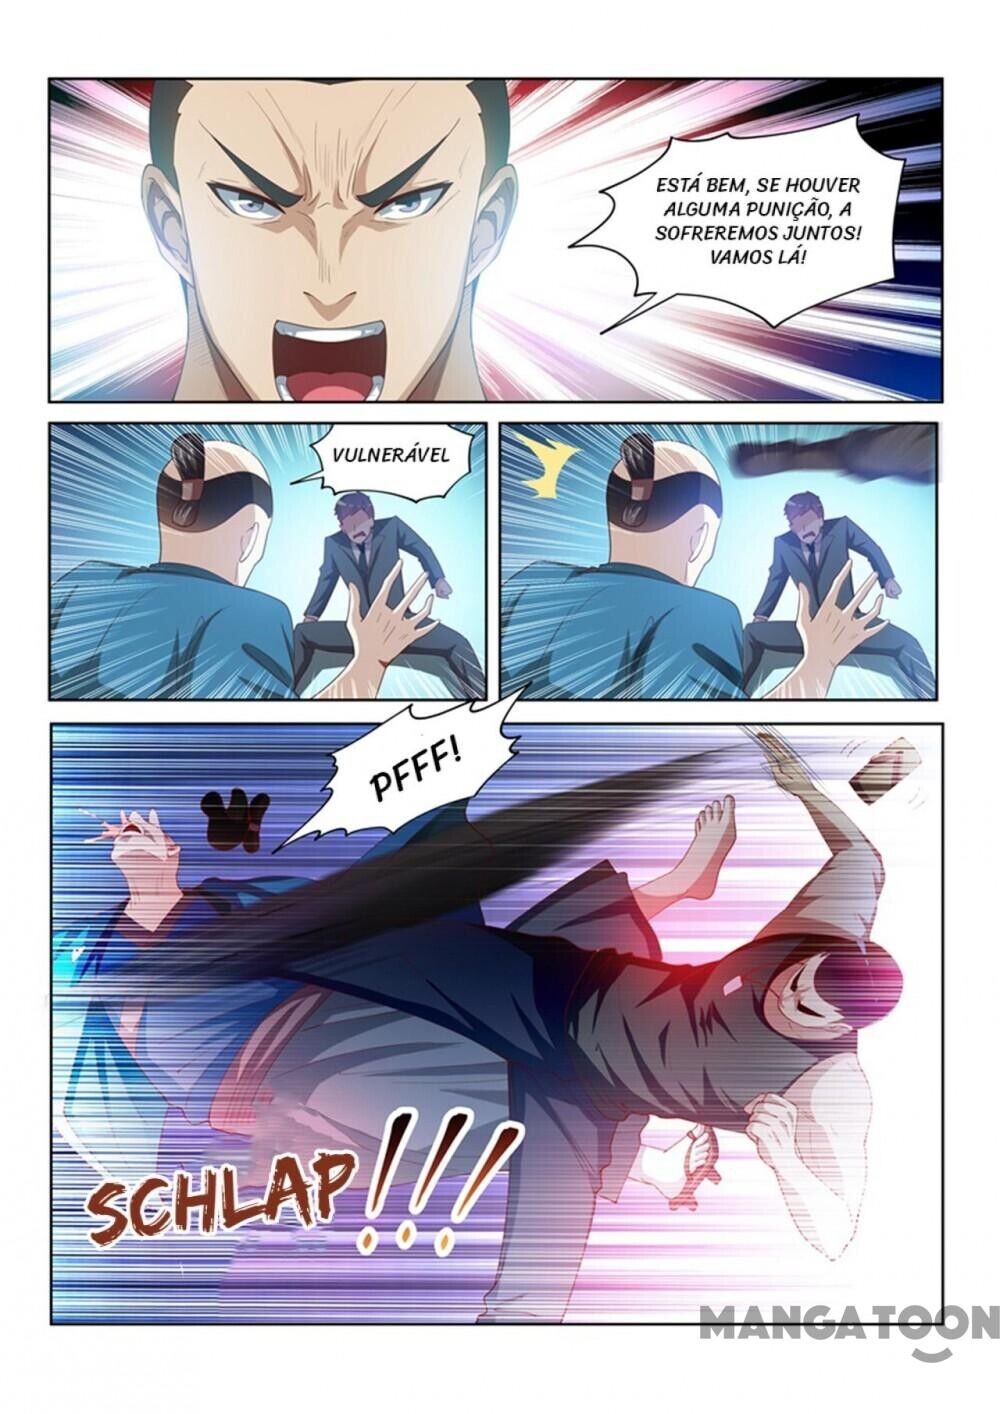 ESTÁ BEM, SE HOUVER
ALGUMA PUNIÇÃO, A
SOFREREMOS JUNTOS!
VAMOS LÁ!
VULNERÁVEL
PFFF!
SCHLAP!!!
MANGATOON